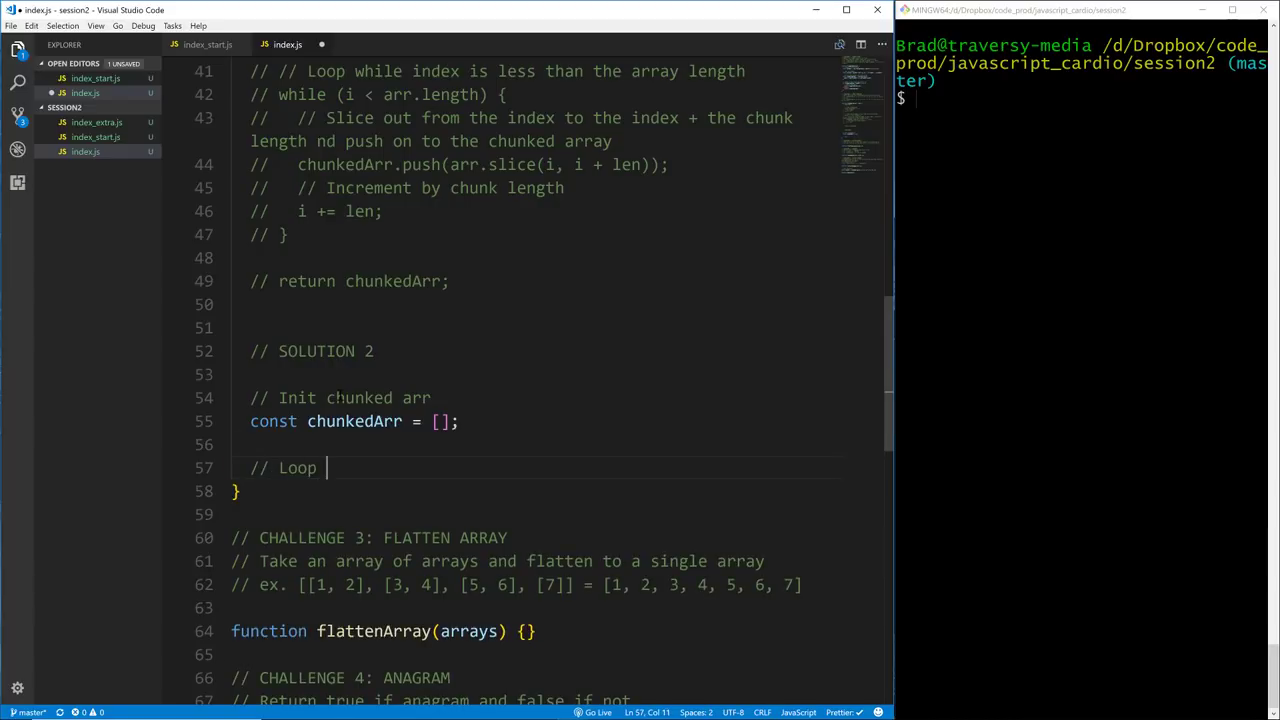 index.js - session2 - Visual Studio Code
File Edit Selection View Go Debug Tasks Help
EXPLORER
OPEN EDITORS 1 UNSAVED
index_start.js U
index.js U
SESSION2
index_extra.js U
index_start.js U
index.js U
index_start.js index.js
41 // Loop while index is less than the array length
42 // while (i < arr.length) {
43 // // Slice out from the index to the index + the chunk
length nd push on to the chunked array
44 // chunkedArr.push(arr.slice(i, i + len));
45 // // Increment by chunk length
46 // i += len;
47 // }
48
49 // return chunkedArr;
50
51
52 // SOLUTION 2
53
54 // Init chunked arr
55 const chunkedArr = [];
56
57 // Loop
58 }
59
60 // CHALLENGE 3: FLATTEN ARRAY
61 // Take an array of arrays and flatten to a single array
62 // ex. [[1, 2], [3, 4], [5, 6], [7]] = [1, 2, 3, 4, 5, 6, 7]
63
64 function flattenArray(arrays) {}
65
66 // CHALLENGE 4: ANAGRAM
67 // Return true if anagram and false if not
master* 0 0 Go Live Ln 57, Col 11 Spaces: 2 UTF-8 CRLF JavaScript Prettier: ✓
MINGW64:/d/Dropbox/code_prod/javascript_cardio/session2
Brad@traversy-media /d/Dropbox/code_
prod/javascript_cardio/session2 (mas
ter)
$